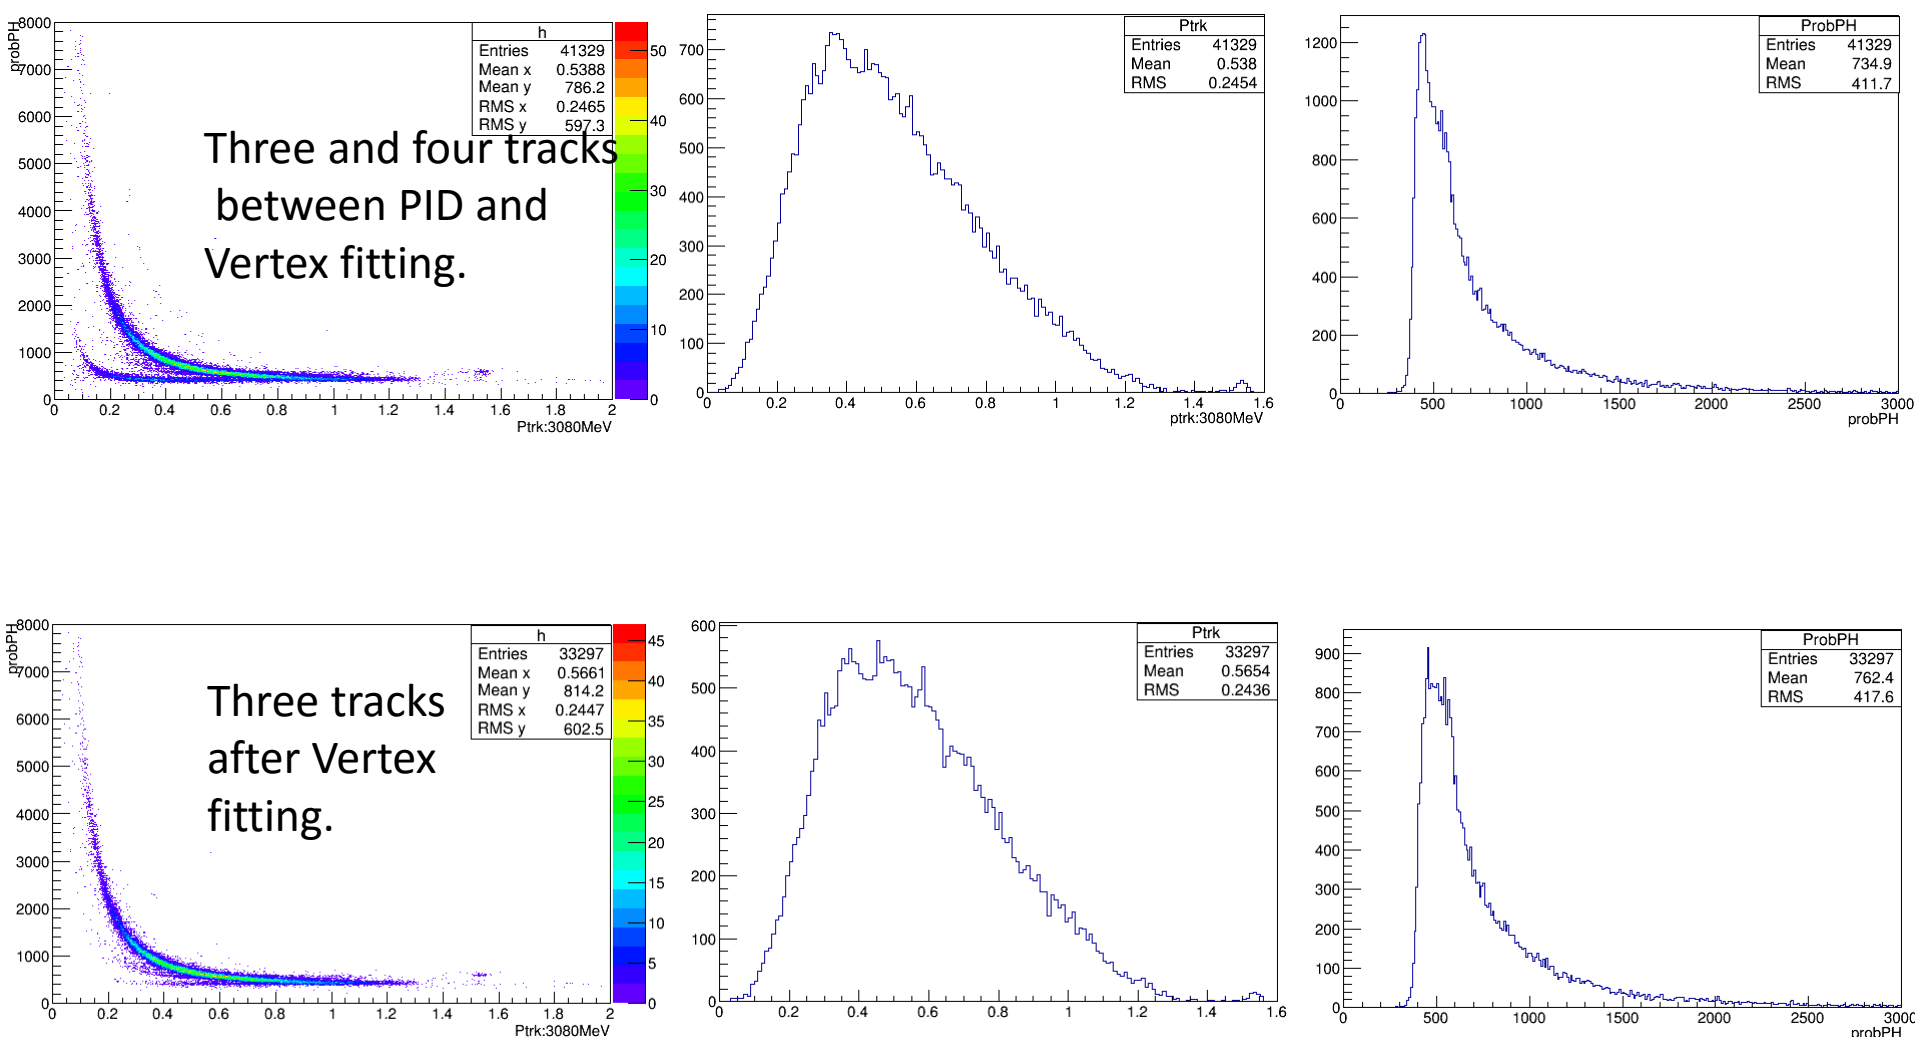 h
Entries 41329
Mean x 0.5388
Mean y 786.2
RMS x 0.2465
RMS y 597.3
Three and four tracks
between PID and
Vertex fitting.
probPH
8000
7000
6000
5000
4000
3000
2000
1000
0
0 0.2 0.4 0.6 0.8 1 1.2 1.4 1.6 1.8 2
Ptrk:3080MeV
50
40
30
20
10
0
Ptrk
Entries 41329
Mean 0.538
RMS 0.2454
700
600
500
400
300
200
100
0
0 0.2 0.4 0.6 0.8 1 1.2 1.4 1.6
ptrk:3080MeV
ProbPH
Entries 41329
Mean 734.9
RMS 411.7
1200
1000
800
600
400
200
0
0 500 1000 1500 2000 2500 3000
probPH
h
Entries 33297
Mean x 0.5661
Mean y 814.2
RMS x 0.2447
RMS y 602.5
Three tracks
after Vertex
fitting.
probPH
8000
7000
6000
5000
4000
3000
2000
1000
0
0 0.2 0.4 0.6 0.8 1 1.2 1.4 1.6 1.8 2
Ptrk:3080MeV
45
40
35
30
25
20
15
10
5
0
Ptrk
Entries 33297
Mean 0.5654
RMS 0.2436
600
500
400
300
200
100
0
0 0.2 0.4 0.6 0.8 1 1.2 1.4 1.6
ProbPH
Entries 33297
Mean 762.4
RMS 417.6
900
800
700
600
500
400
300
200
100
0
0 500 1000 1500 2000 2500 3000
probPH